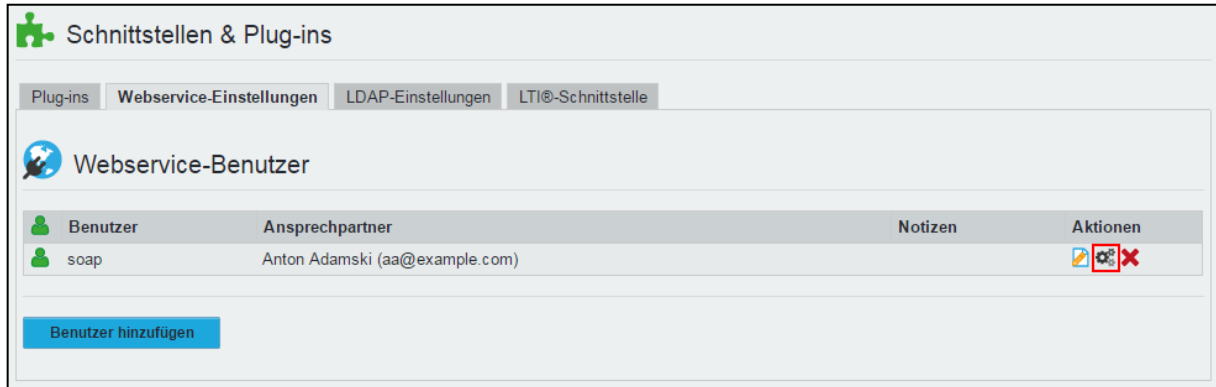 Schnittstellen & Plug-ins
Plug-ins Webservice-Einstellungen LDAP-Einstellungen LTI®-Schnittstelle
Webservice-Benutzer
Benutzer Ansprechpartner Notizen Aktionen
soap Anton Adamski (aa@example.com)
Benutzer hinzufügen